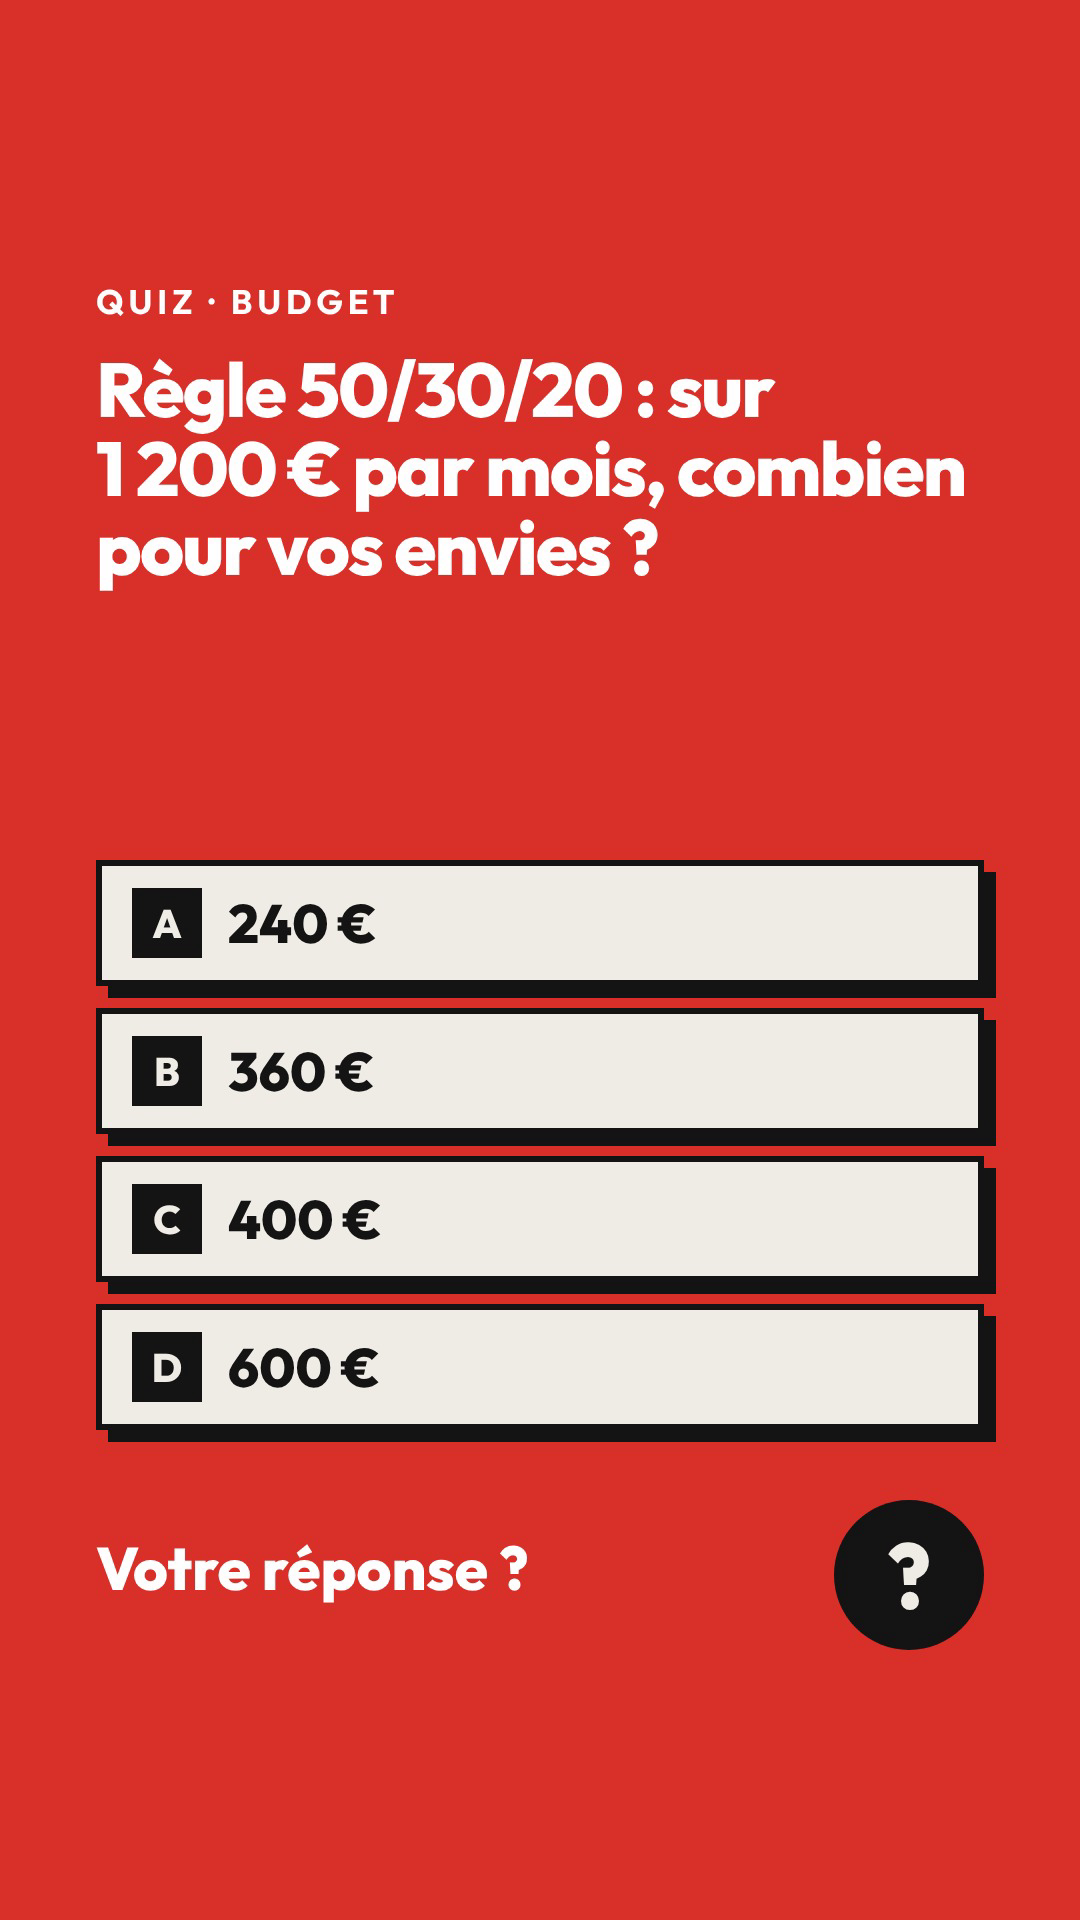 QUIZ · BUDGET
Règle 50/30/20 : sur
1 200 € par mois, combien
pour vos envies ?
A 240 €
B 360 €
C 400 €
D 600 €
Votre réponse ?
?